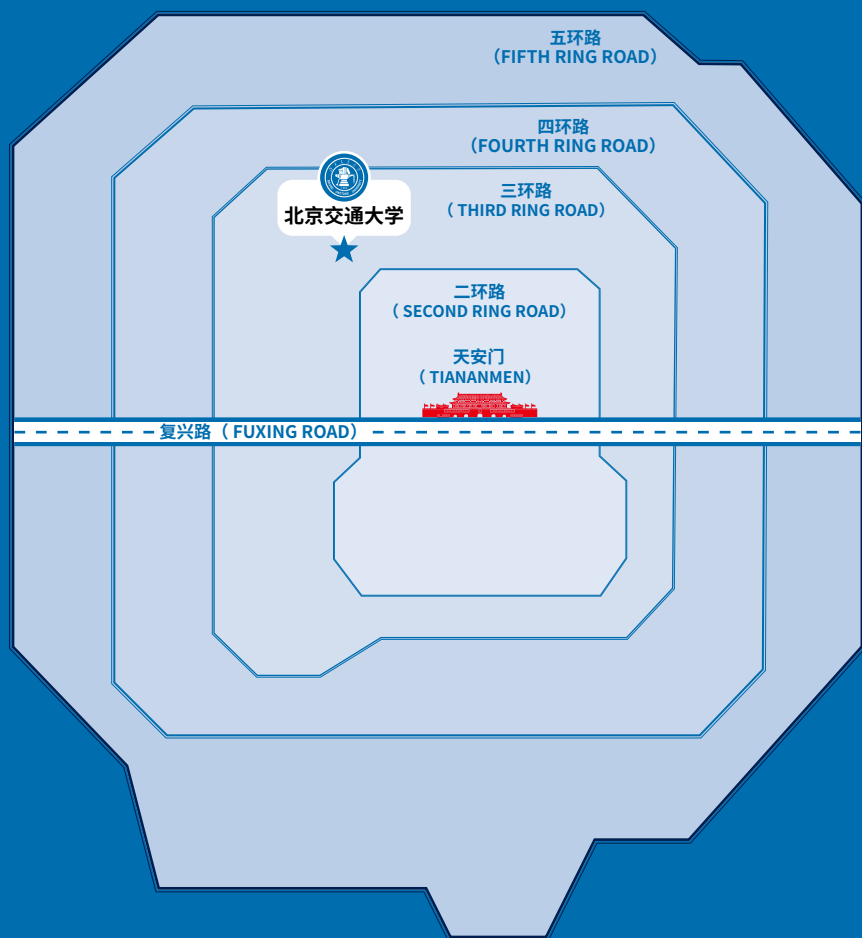 五环路
（FIFTH RING ROAD）
四环路
（FOURTH RING ROAD）
三环路
（ THIRD RING ROAD）
北京交通大学
二环路
（ SECOND RING ROAD）
天安门
（ TIANANMEN）
复兴路（ FUXING ROAD）